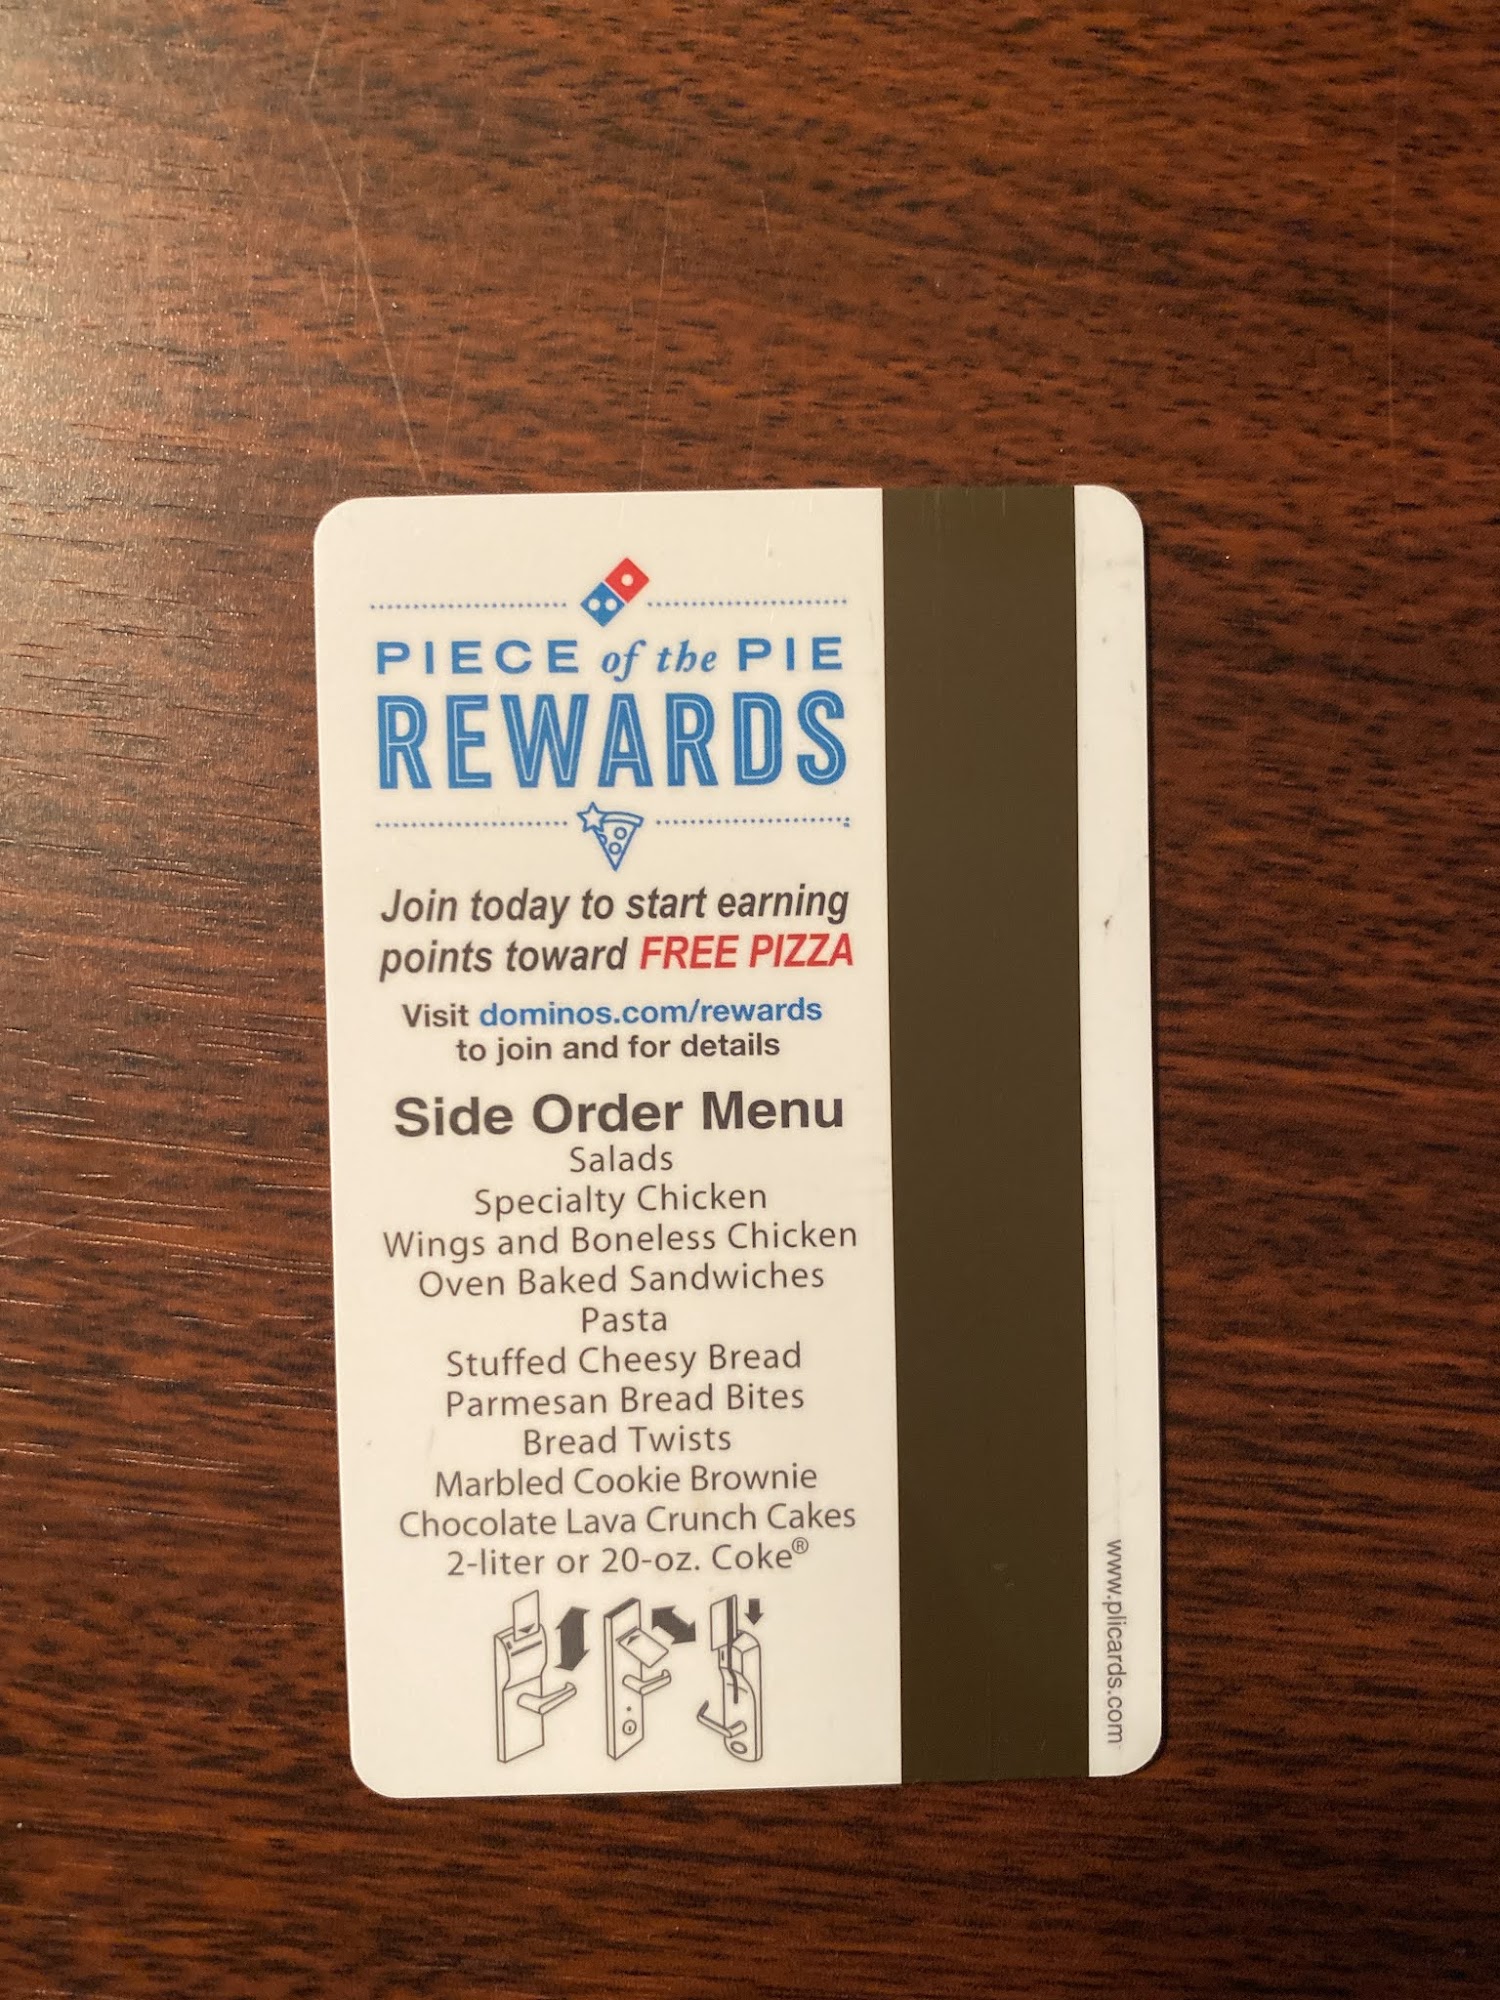 PIECE of the PIE
REWARDS
Join today to start earning
points toward FREE PIZZA
Visit dominos.com/rewards
to join and for details
Side Order Menu
Salads
Specialty Chicken
Wings and Boneless Chicken
Oven Baked Sandwiches
Pasta
Stuffed Cheesy Bread
Parmesan Bread Bites
Bread Twists
Marbled Cookie Brownie
Chocolate Lava Crunch Cakes
2-liter or 20-oz. Coke®
www.plicards.com